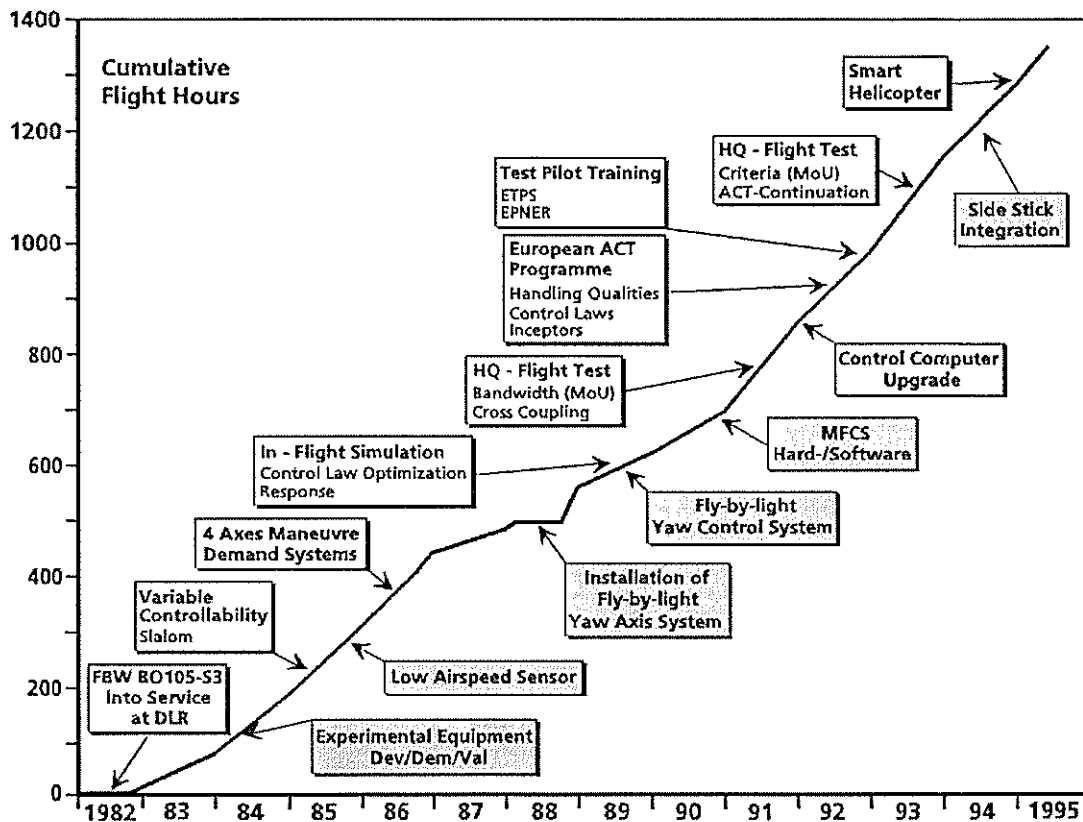 1400
1200
1000
800
600
400
200
0
Cumulative
Flight Hours
Smart
Helicopter
HQ - Flight Test
Criteria (MoU)
ACT-Continuation
Test Pilot Training
ETPS
EPNER
Side Stick
Integration
European ACT
Programme
Handling Qualities
Control Laws
Inceptors
HQ - Flight Test
Bandwidth (MoU)
Cross Coupling
Control Computer
Upgrade
MFCS
Hard-/Software
In - Flight Simulation
Control Law Optimization
Response
Fly-by-light
Yaw Control System
4 Axes Maneuvre
Demand Systems
Installation of
Fly-by-light
Yaw Axis System
Variable
Controllability
Slalom
Low Airspeed Sensor
FBW BO105-S3
Into Service
at DLR
Experimental Equipment
Dev/Dem/Val
1982 83 84 85 86 87 88 89 90 91 92 93 94 1995